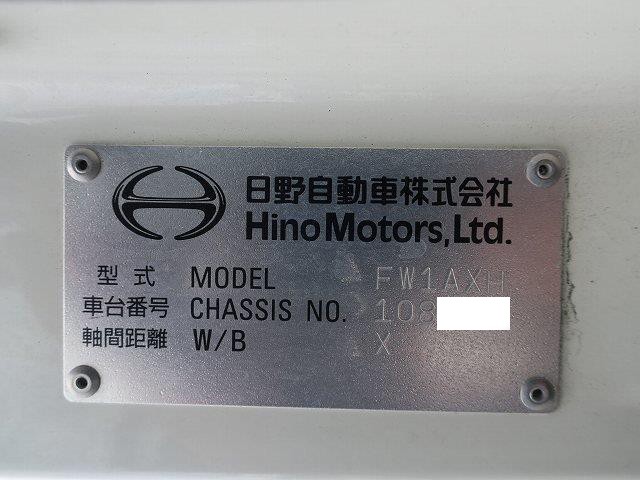 日野自動車株式会社
Hino Motors, Ltd.
型式 MODEL FW1AXH
車台番号 CHASSIS NO. 108
軸間距離 W/B X